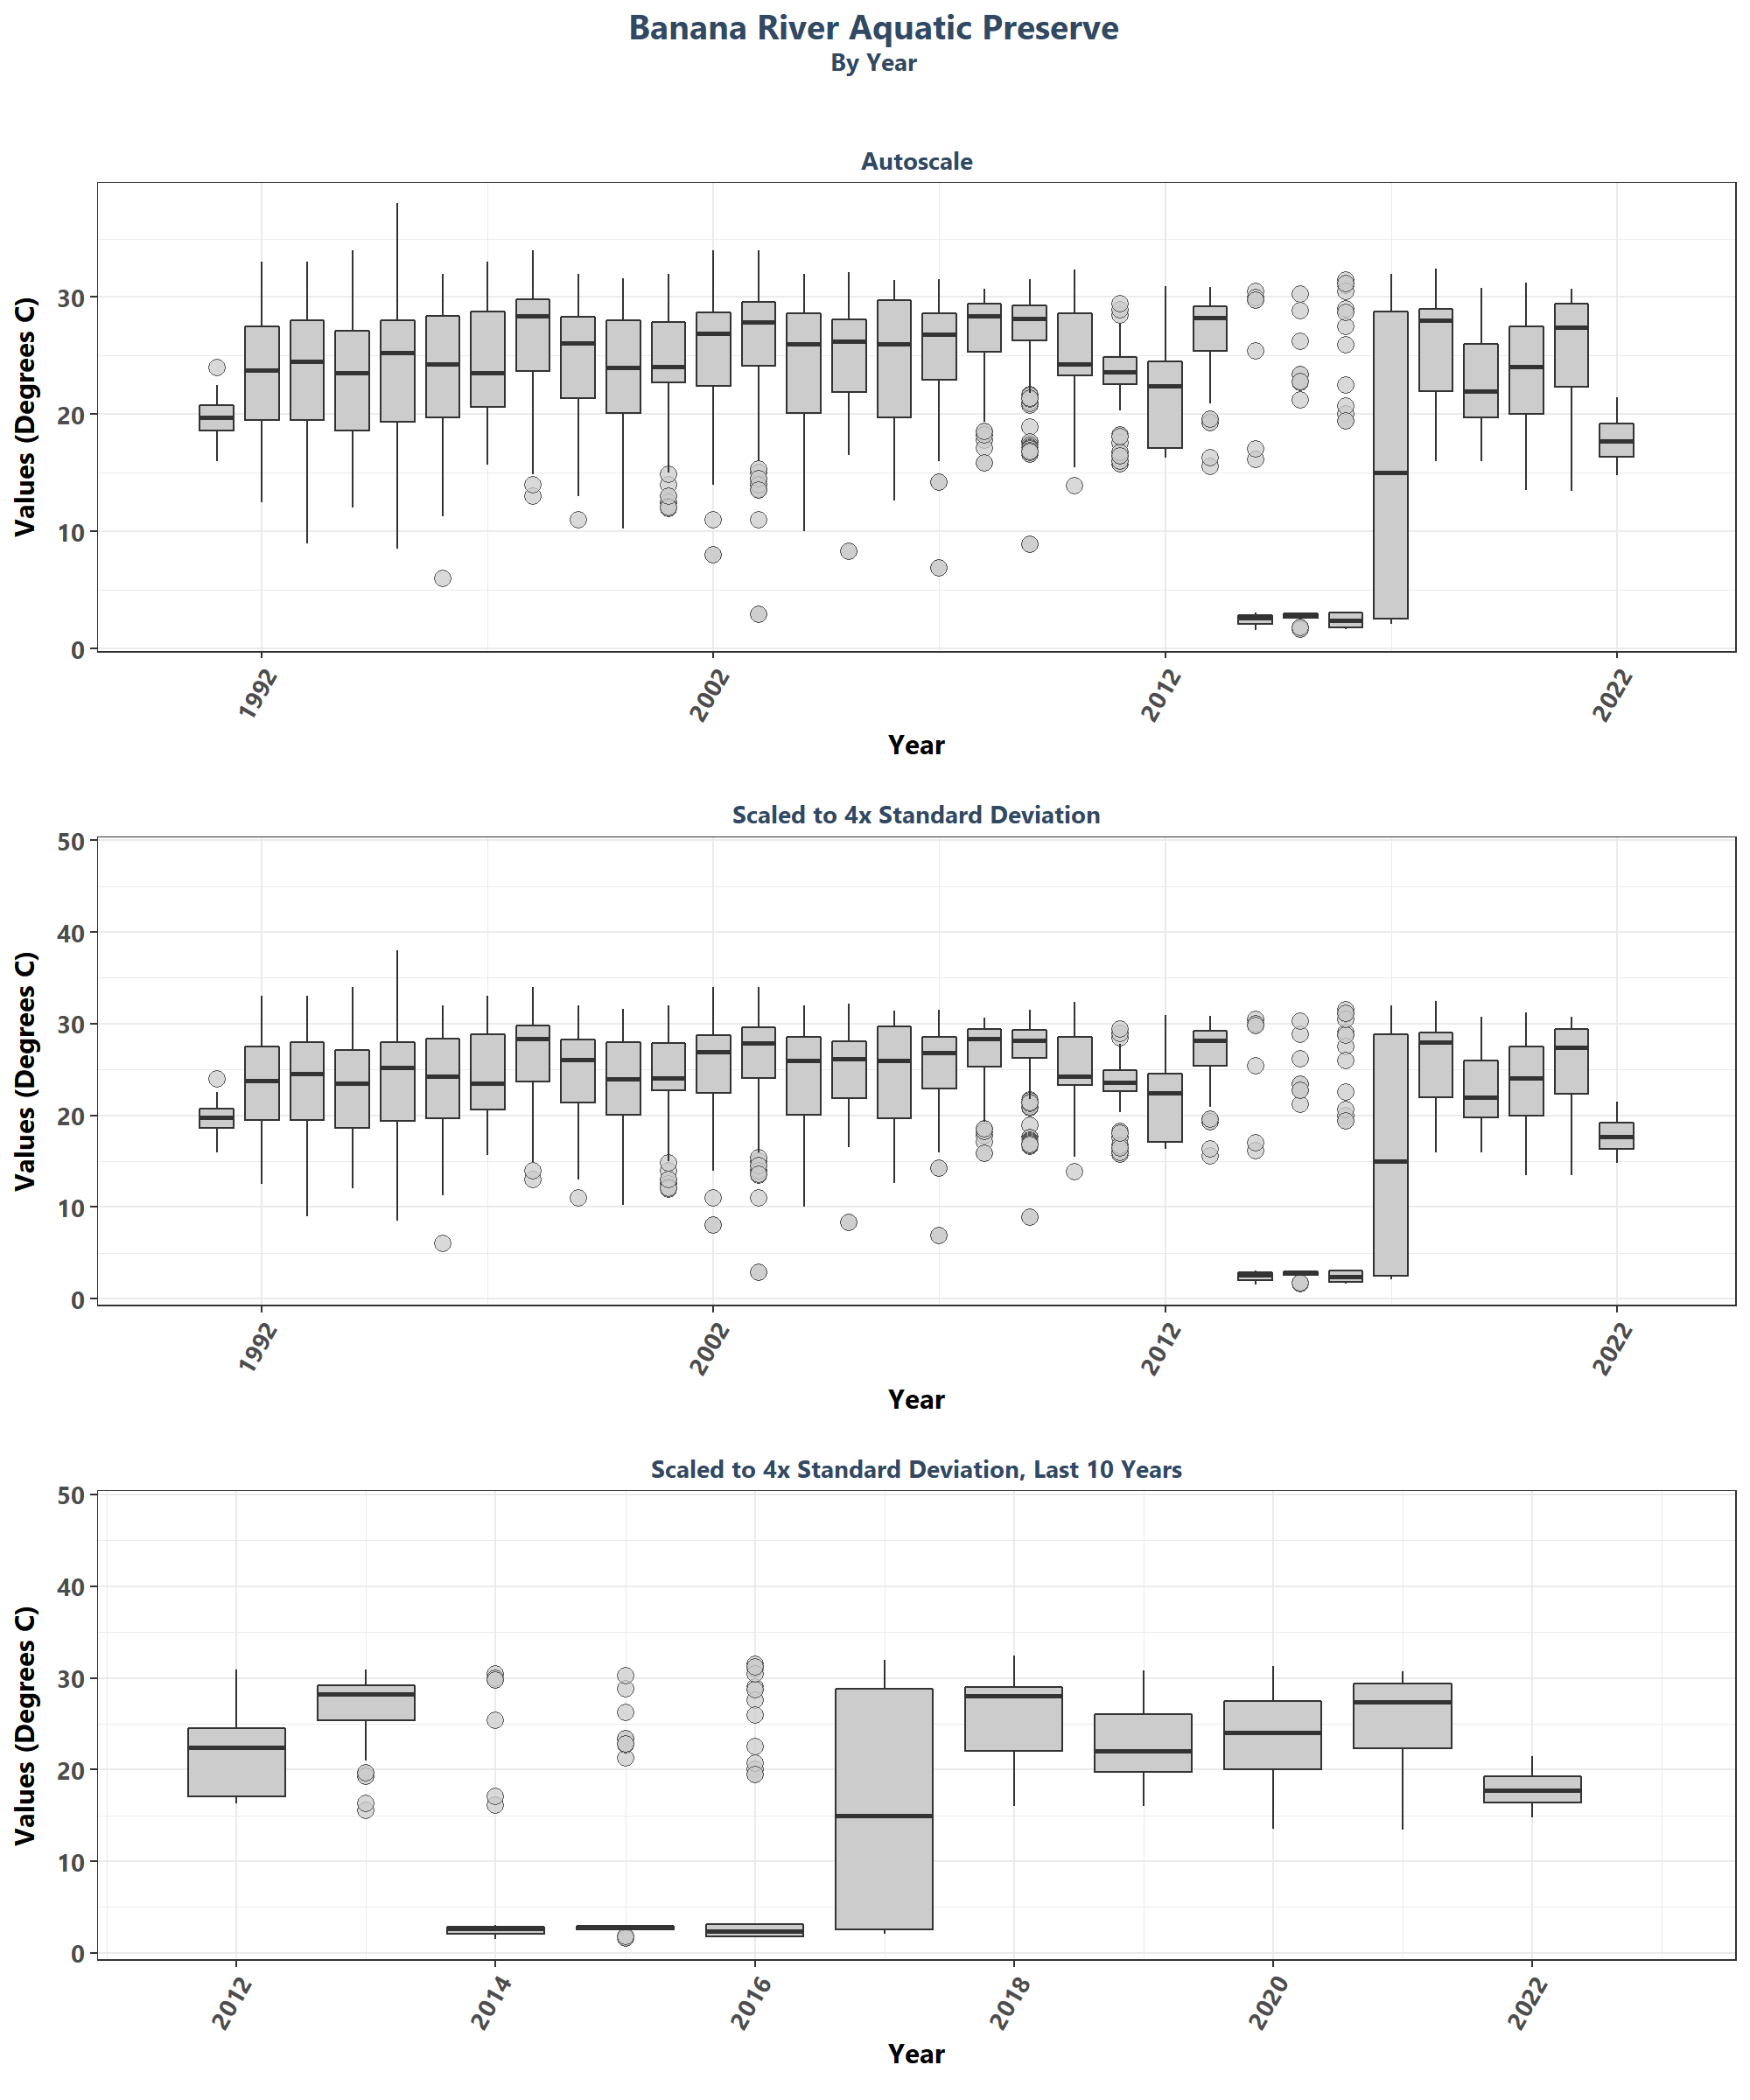 Banana River Aquatic Preserve
By Year
Autoscale
Values (Degrees C)
30
20
10
0
1992
2002
2012
2022
Year
Scaled to 4x Standard Deviation
Values (Degrees C)
50
40
30
20
10
0
1992
2002
2012
2022
Year
Scaled to 4x Standard Deviation, Last 10 Years
Values (Degrees C)
50
40
30
20
10
0
2012
2014
2016
2018
2020
2022
Year